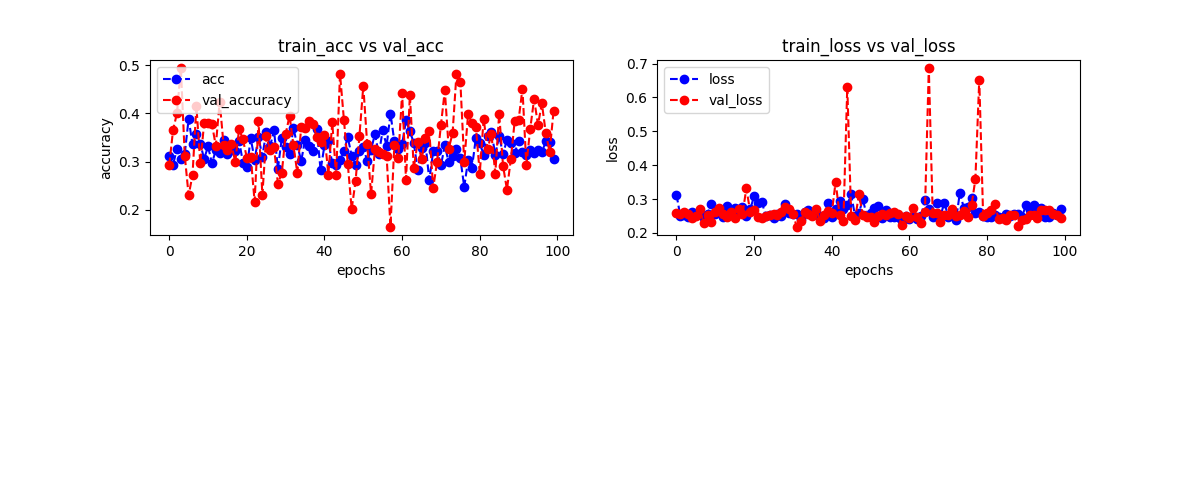 train_acc vs val_acc
acc
val_accuracy
0.5
0.4
0.3
0.2
accuracy
0 20 40 60 80 100
epochs
train_loss vs val_loss
loss
val_loss
0.7
0.6
0.5
0.4
0.3
0.2
loss
0 20 40 60 80 100
epochs